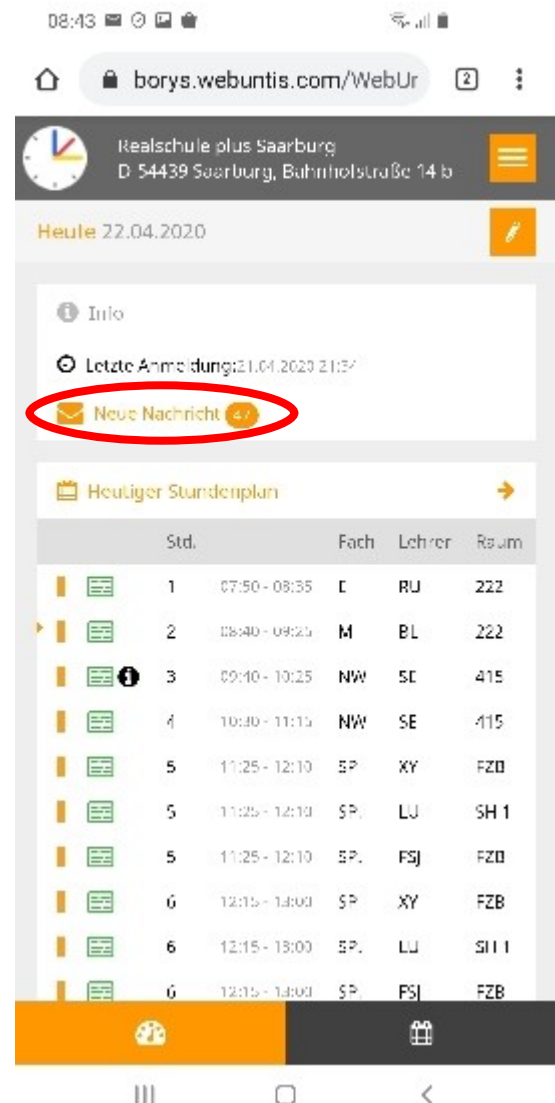 08:43
borys.webuntis.com/WebUr 2
Realschule plus Saarburg
D-54439 Saarburg, Bahnhofstraße 14 b
Heute 22.04.2020
Info
Letzte Anmeldung: 21.04.2020 21:34
Neue Nachricht 47
Heutiger Stundenplan
Std. Fach Lehrer Raum
1 07:50 - 08:35 E RU 222
2 08:40 - 09:25 M BL 222
3 09:40 - 10:25 NW SE 415
4 10:30 - 11:15 NW SE 415
5 11:25 - 12:10 SP. XY FZB
5 11:25 - 12:10 SP. LU SH 1
5 11:25 - 12:10 SP. FSJ FZB
6 12:15 - 13:00 SP. XY FZB
6 12:15 - 13:00 SP. LU SH 1
6 12:15 - 13:00 SP. FSJ FZB